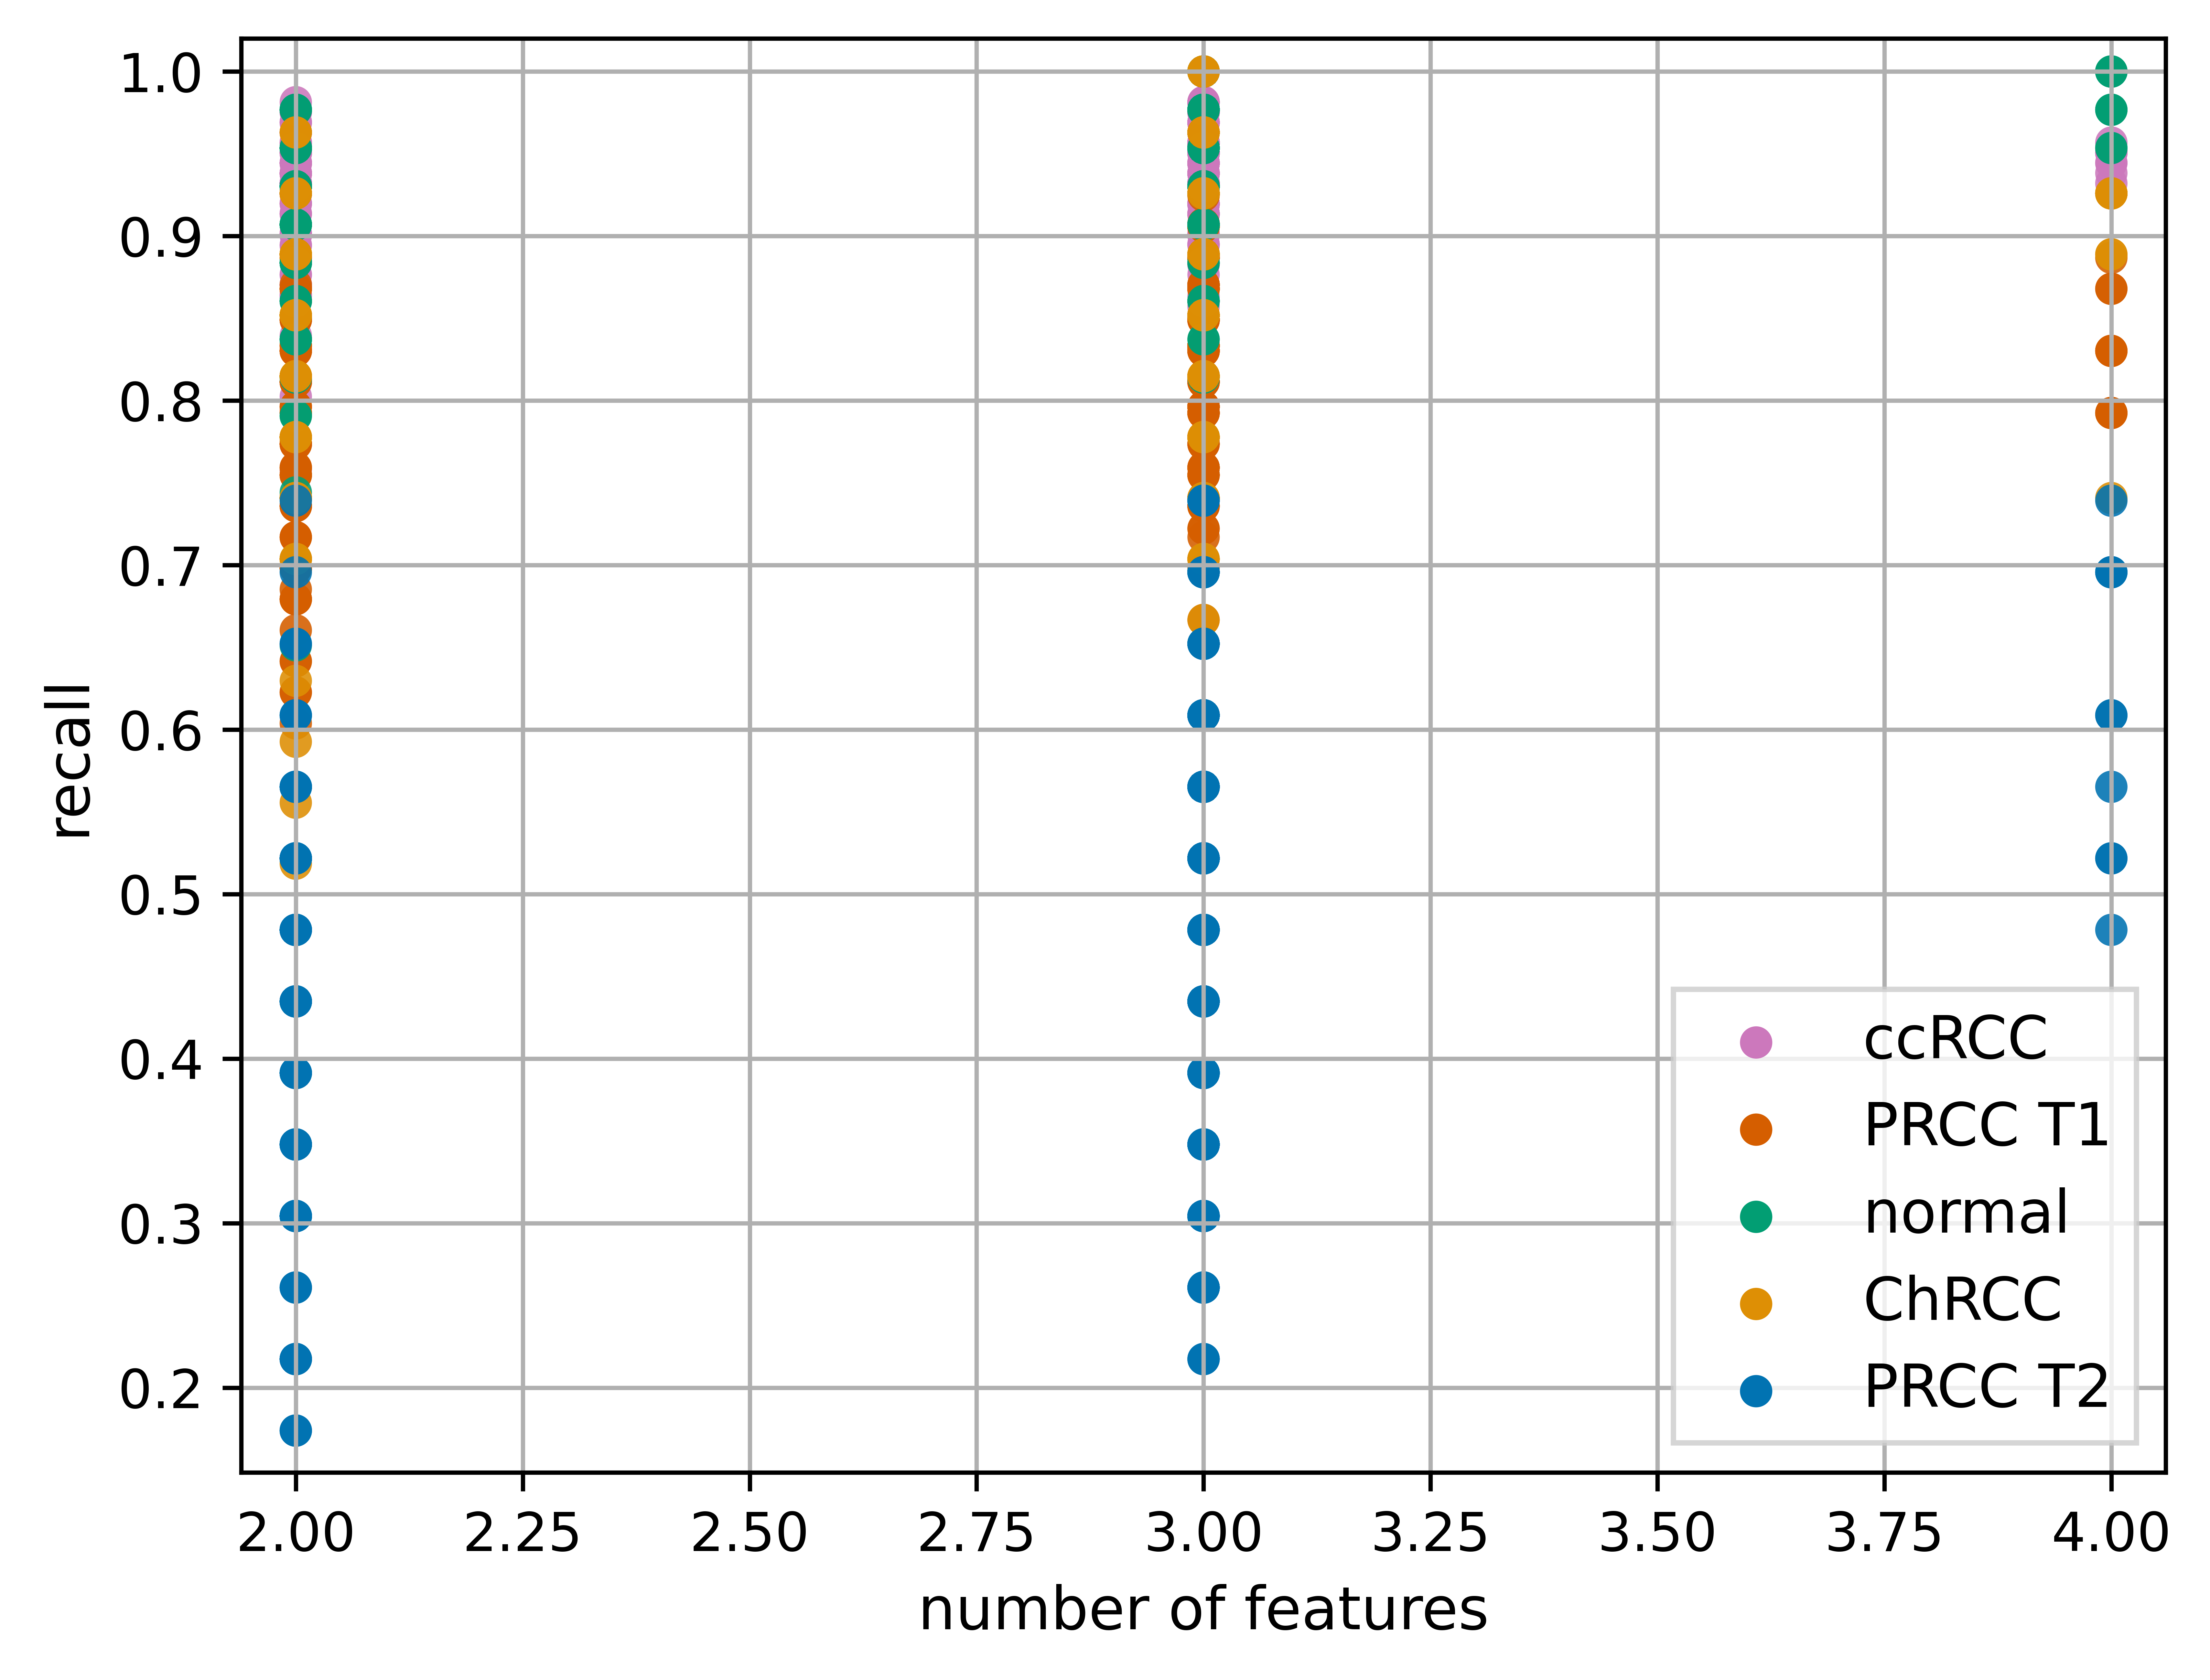 1.0
0.9
0.8
0.7
0.6
0.5
0.4
0.3
0.2
recall
ccRCC
PRCC T1
normal
ChRCC
PRCC T2
2.00 2.25 2.50 2.75 3.00 3.25 3.50 3.75 4.00
number of features